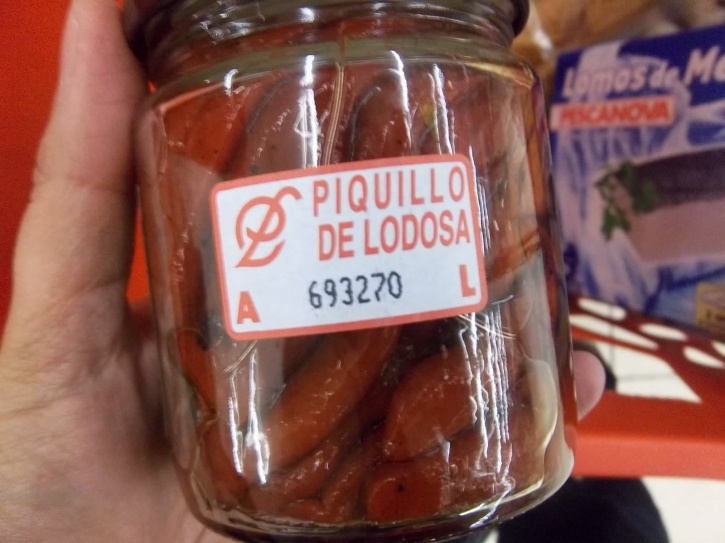 PIQUILLO
DE LODOSA
693270
A L
Lomos de Me
PESCANOVA